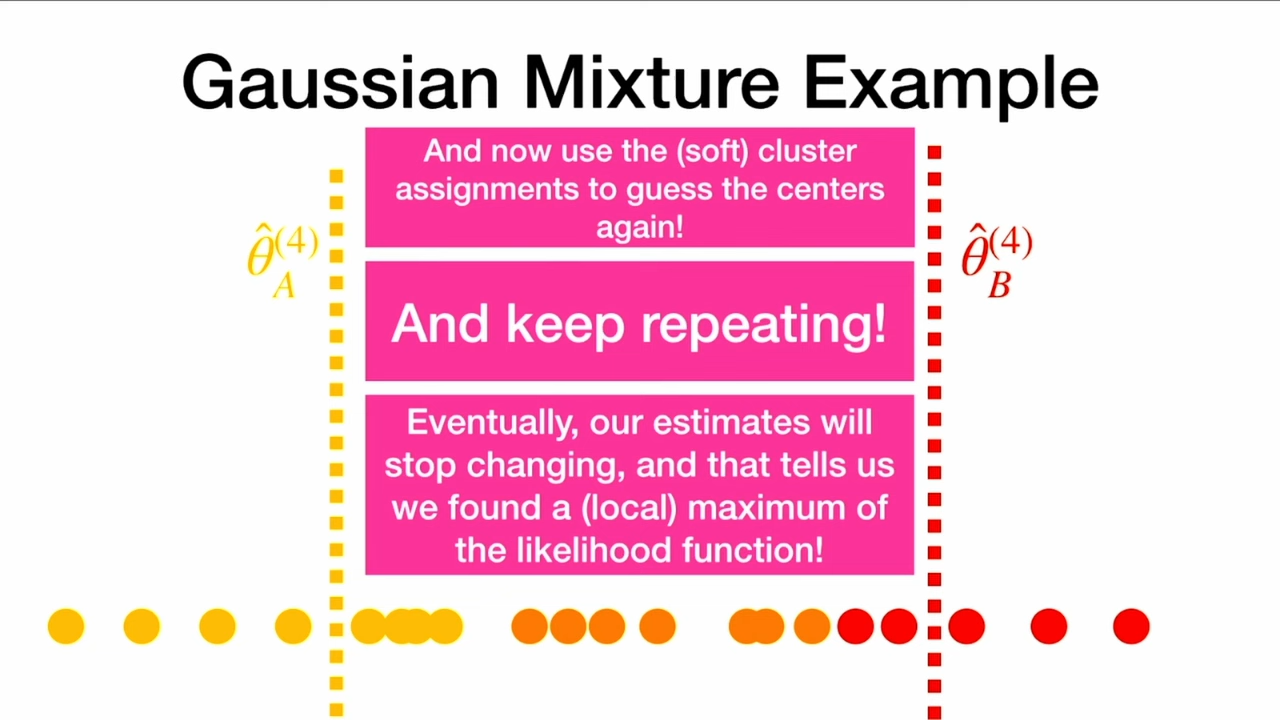 Gaussian Mixture Example
And now use the (soft) cluster
assignments to guess the centers
again!
θ̂_A^(4)
θ̂_B^(4)
And keep repeating!
Eventually, our estimates will
stop changing, and that tells us
we found a (local) maximum of
the likelihood function!